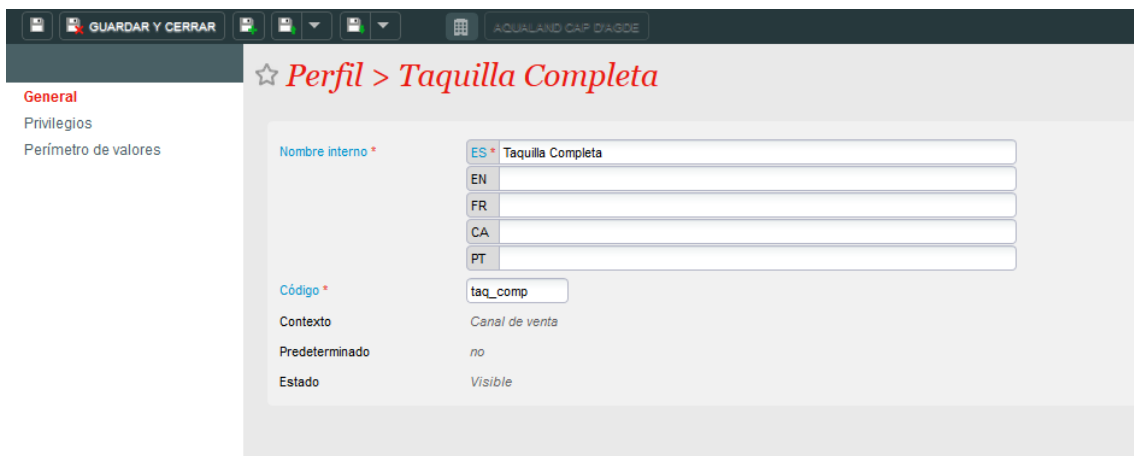 GUARDAR Y CERRAR
AQUALAND CAP D'AGDE
Perfil > Taquilla Completa
General
Privilegios
Perímetro de valores
Nombre interno * ES * Taquilla Completa
EN
FR
CA
PT
Código * taq_comp
Contexto Canal de venta
Predeterminado no
Estado Visible